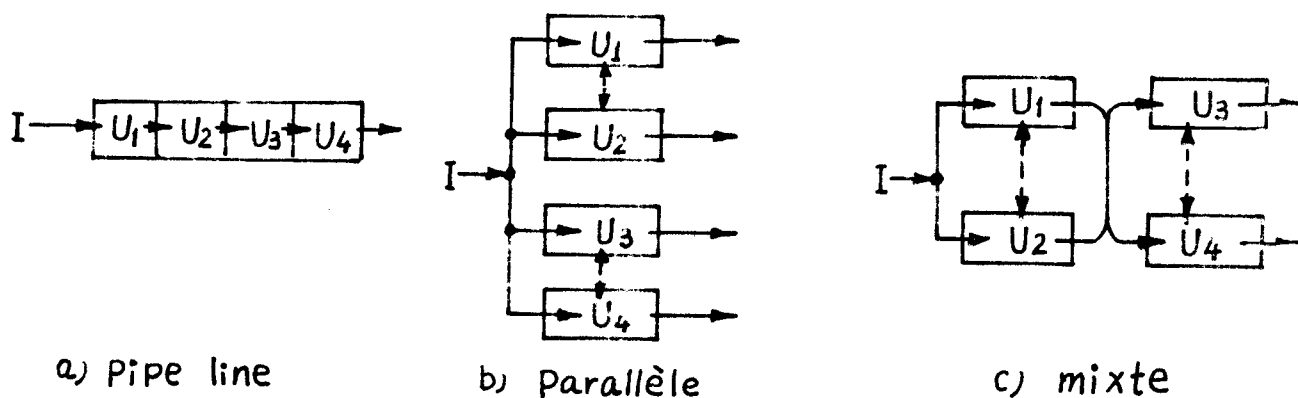 I U1 U2 U3 U4
a) Pipe line
I
U1
U2
U3
U4
b) Parallèle
I
U1 U3
U2 U4
c) mixte